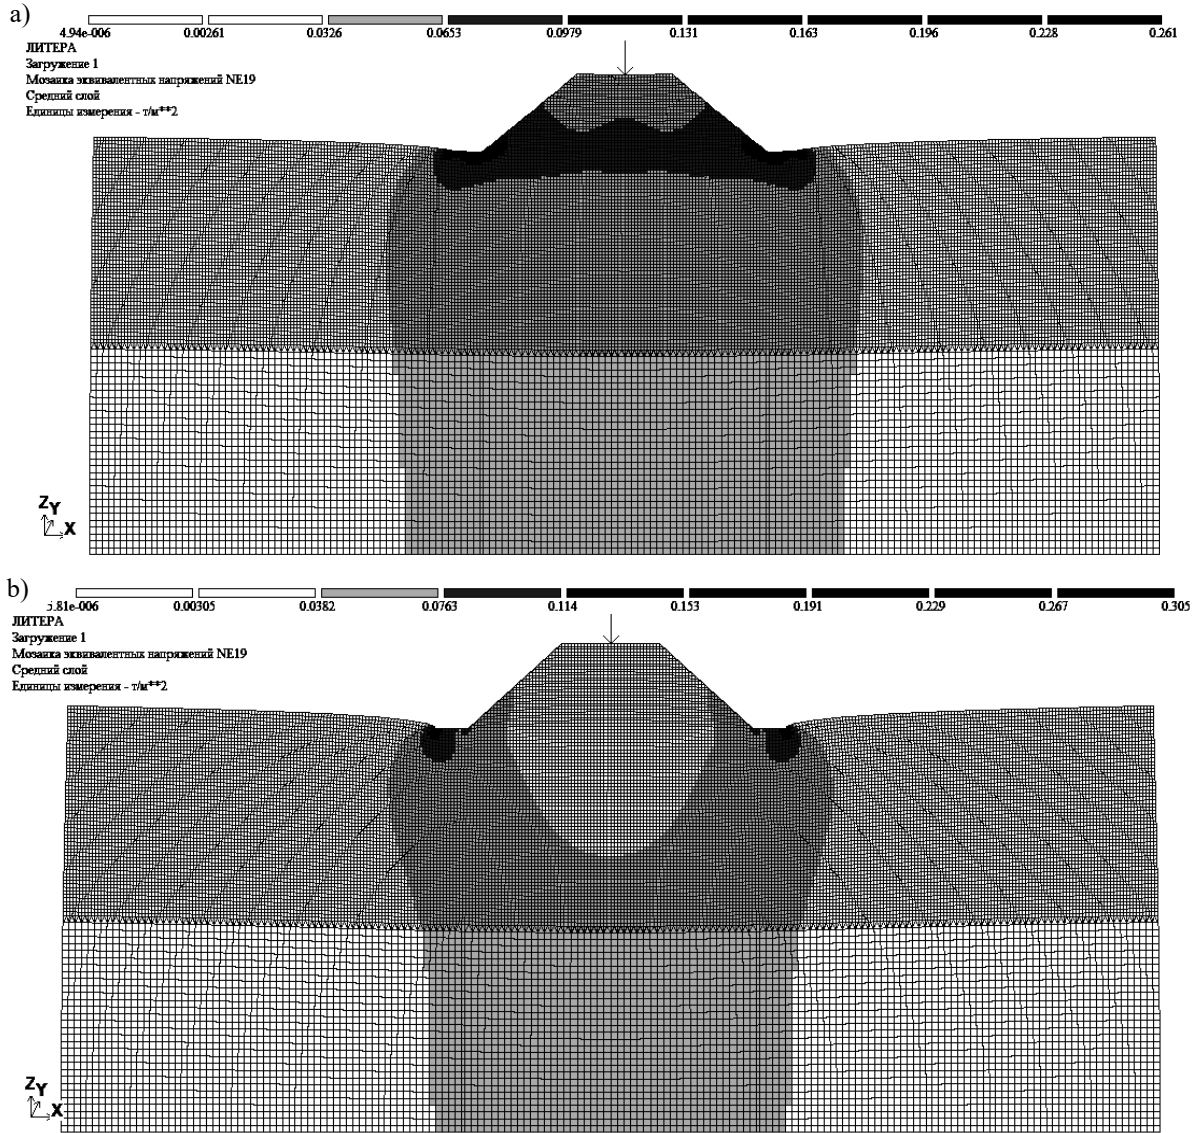 a)
4.94e-006 0.00261 0.0326 0.0653 0.0979 0.131 0.163 0.196 0.228 0.261
ЛИТЕРА
Загружение 1
Мозаика эквивалентных напряжений NE19
Средний слой
Единицы измерения - т/м**2
Z Y
X
b)
5.81e-006 0.00305 0.0382 0.0763 0.114 0.153 0.191 0.229 0.267 0.305
ЛИТЕРА
Загружение 1
Мозаика эквивалентных напряжений NE19
Средний слой
Единицы измерения - т/м**2
Z Y
X